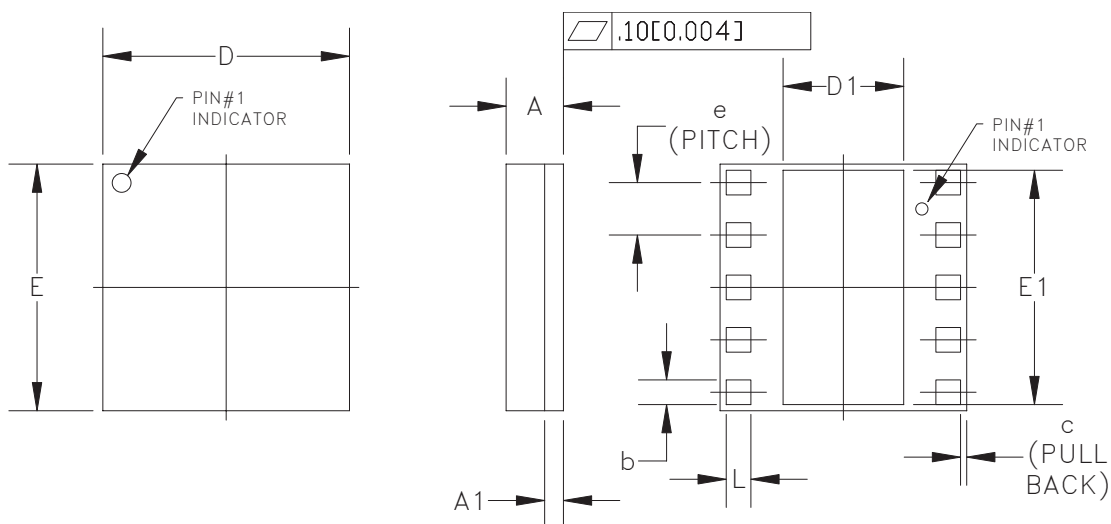 .10[0.004]
D
PIN#1
INDICATOR
A
D1
e
(PITCH)
PIN#1
INDICATOR
E
E1
b
L
c
(PULL
BACK)
A1